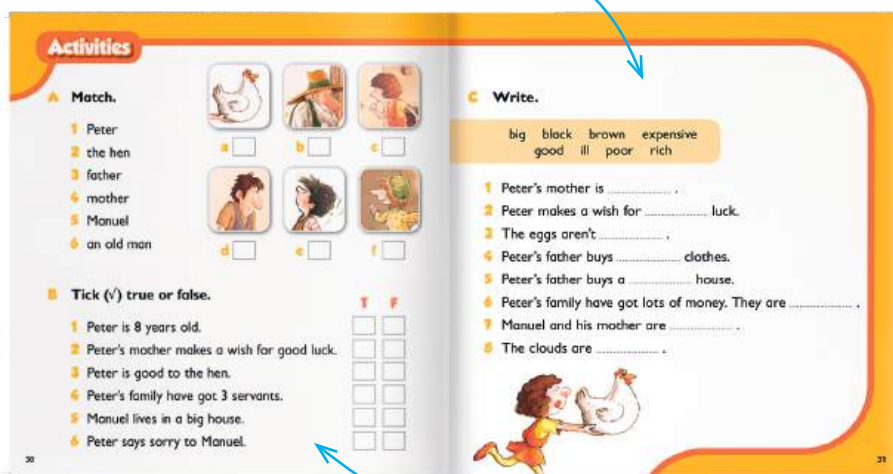 Activities
A Match.
1 Peter
2 the hen
3 father
4 mother
5 Manuel
6 an old man
a
b
c
d
e
f
B Tick (√) true or false.
T F
1 Peter is 8 years old.
2 Peter's mother makes a wish for good luck.
3 Peter is good to the hen.
4 Peter's family have got 3 servants.
5 Manuel lives in a big house.
6 Peter says sorry to Manuel.
30
C Write.
big black brown expensive
good ill poor rich
1 Peter's mother is .................... .
2 Peter makes a wish for .................... luck.
3 The eggs aren't .................... .
4 Peter's father buys .................... clothes.
5 Peter's father buys a .................... house.
6 Peter's family have got lots of money. They are .................... .
7 Manuel and his mother are .................... .
8 The clouds are .................... .
31